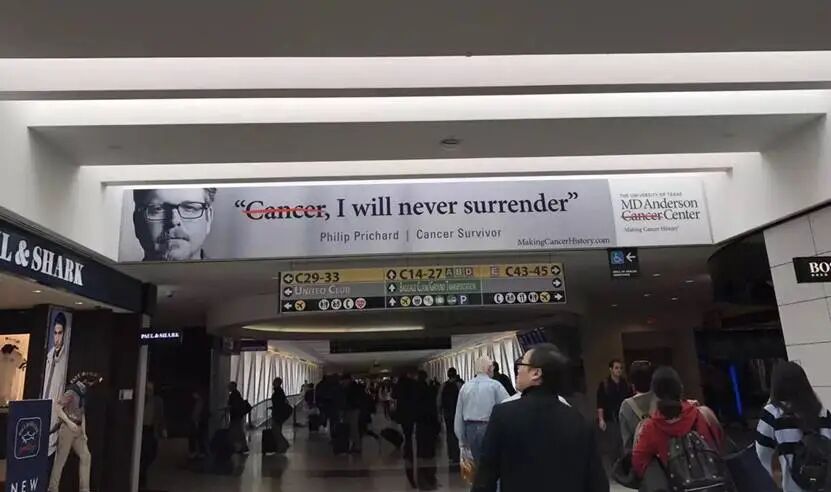 "Cancer, I will never surrender"
Philip Prichard | Cancer Survivor
MakingCancerHistory.com
THE UNIVERSITY OF TEXAS
MD Anderson
Cancer Center
Making Cancer History®
L & SHARK
PAUL & SHARK
C29-33
UNITED CLUB
C14-27 A B D
E C43-45
P
BO
NEW